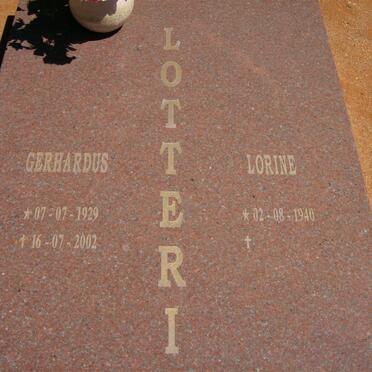 LOTTERI
GERHARDUS
★ 07-07-1929
✝ 16-07-2002
LORINE
★ 02-08-1940
✝